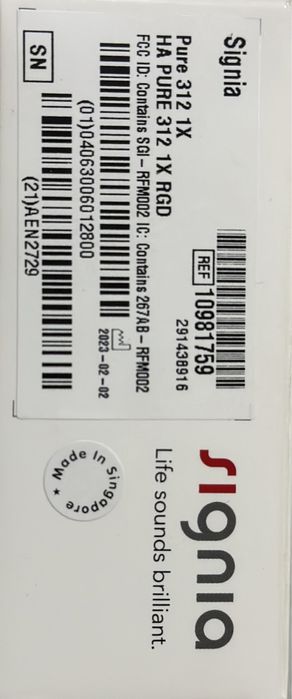 Signia
REF 10981759
291438916
Pure 312 1X
HA PURE 312 1X RGD
FCC ID: Contains SGI-RFM002 IC: Contains 267AB-RFM002
(01)04063006012800
2023-02-02
SN
(21)AEN2729
signia
Life sounds brilliant.
Made In Singapore ★